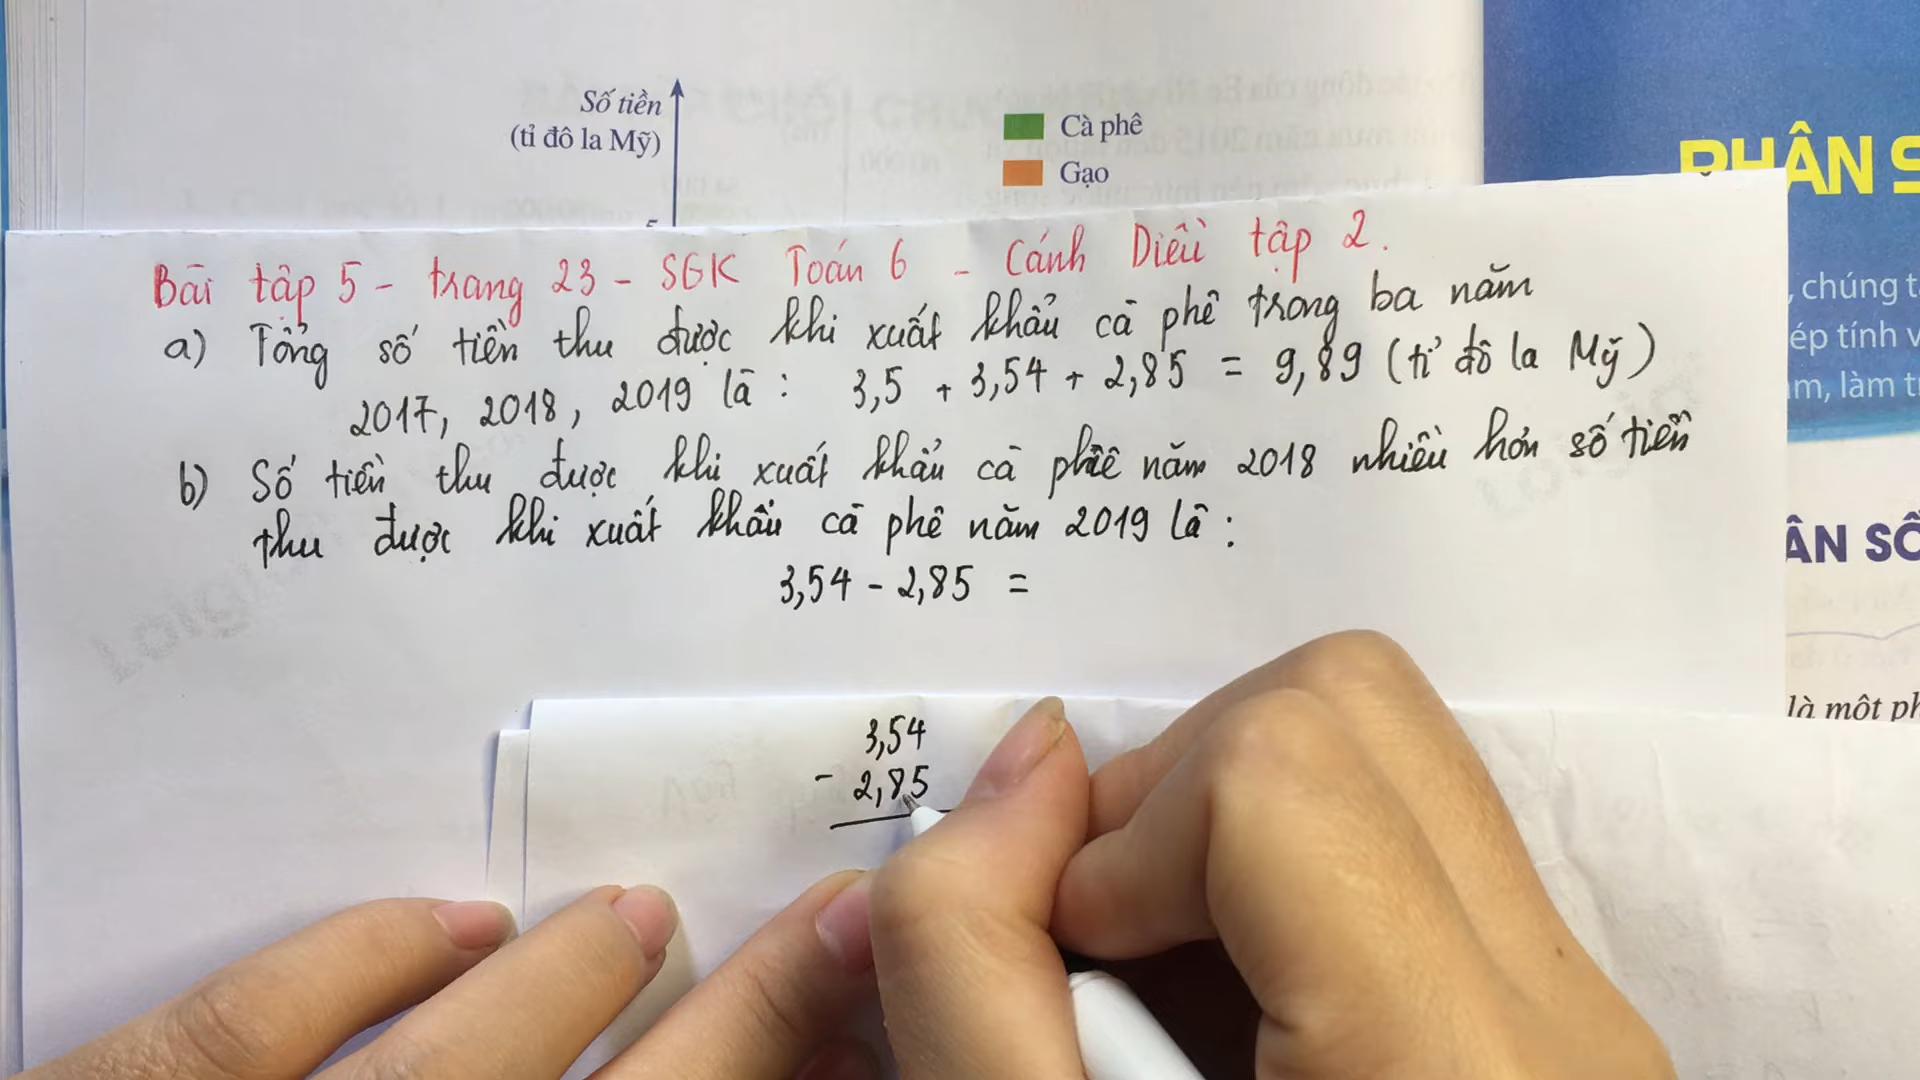 Số tiền
(tỉ đô la Mỹ)
Cà phê
Gạo
5
PHÂN S
Bài tập 5 - trang 23 - SGK Toán 6 - Cánh Diều tập 2.
a) Tổng số tiền thu được khi xuất khẩu cà phê trong ba năm
2017, 2018, 2019 là : 3,5 + 3,54 + 2,85 = 9,89 (tỉ đô la Mỹ)
b) Số tiền thu được khi xuất khẩu cà phê năm 2018 nhiều hơn số tiền
thu được khi xuất khẩu cà phê năm 2019 là :
3,54 - 2,85 =
3,54
- 2,85
, chúng t
ép tính v
m, làm t
ÂN SỐ
là một ph